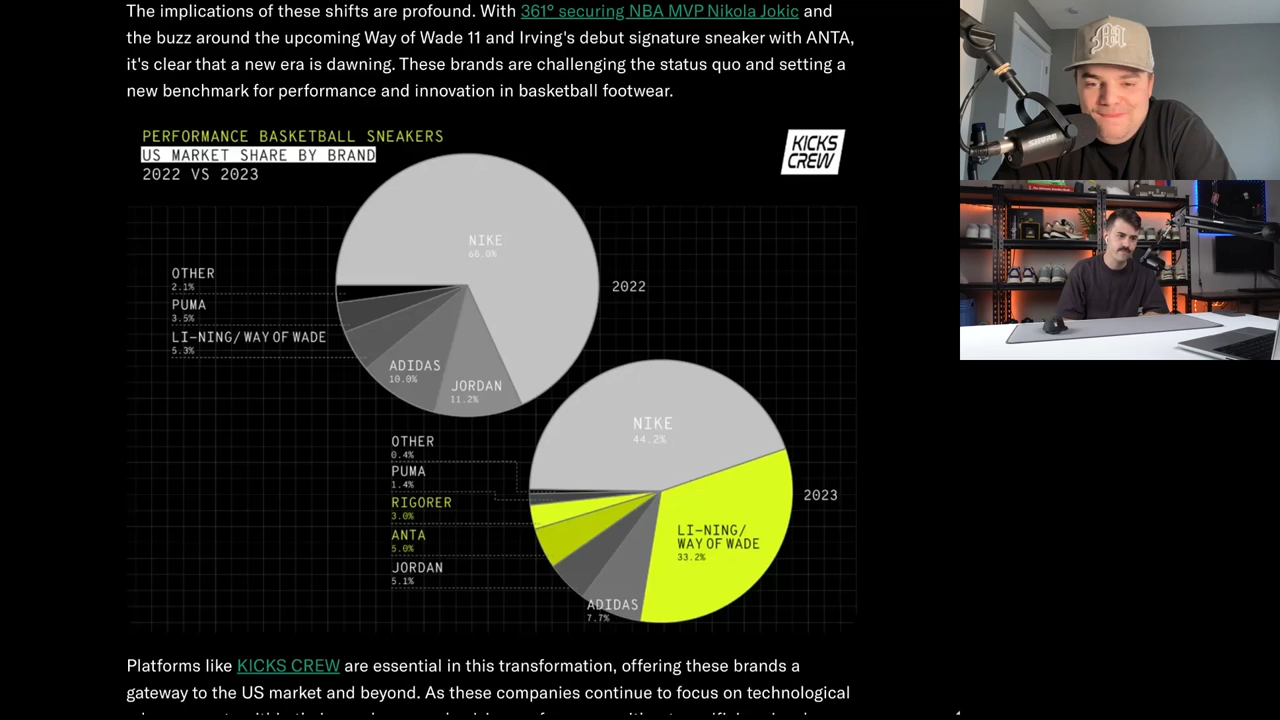 The implications of these shifts are profound. With 361° securing NBA MVP Nikola Jokic and
the buzz around the upcoming Way of Wade 11 and Irving's debut signature sneaker with ANTA,
it's clear that a new era is dawning. These brands are challenging the status quo and setting a
new benchmark for performance and innovation in basketball footwear.
PERFORMANCE BASKETBALL SNEAKERS
US MARKET SHARE BY BRAND
2022 VS 2023
KICKS
CREW
NIKE
66.0%
OTHER
2.1%
PUMA
3.5%
LI-NING/WAY OF WADE
5.3%
ADIDAS
10.0%
JORDAN
11.2%
2022
NIKE
44.2%
OTHER
0.4%
PUMA
1.4%
RIGORER
3.0%
ANTA
5.0%
JORDAN
5.1%
ADIDAS
7.7%
LI-NING/
WAY OF WADE
33.2%
2023
Platforms like KICKS CREW are essential in this transformation, offering these brands a
gateway to the US market and beyond. As these companies continue to focus on technological
SHURE